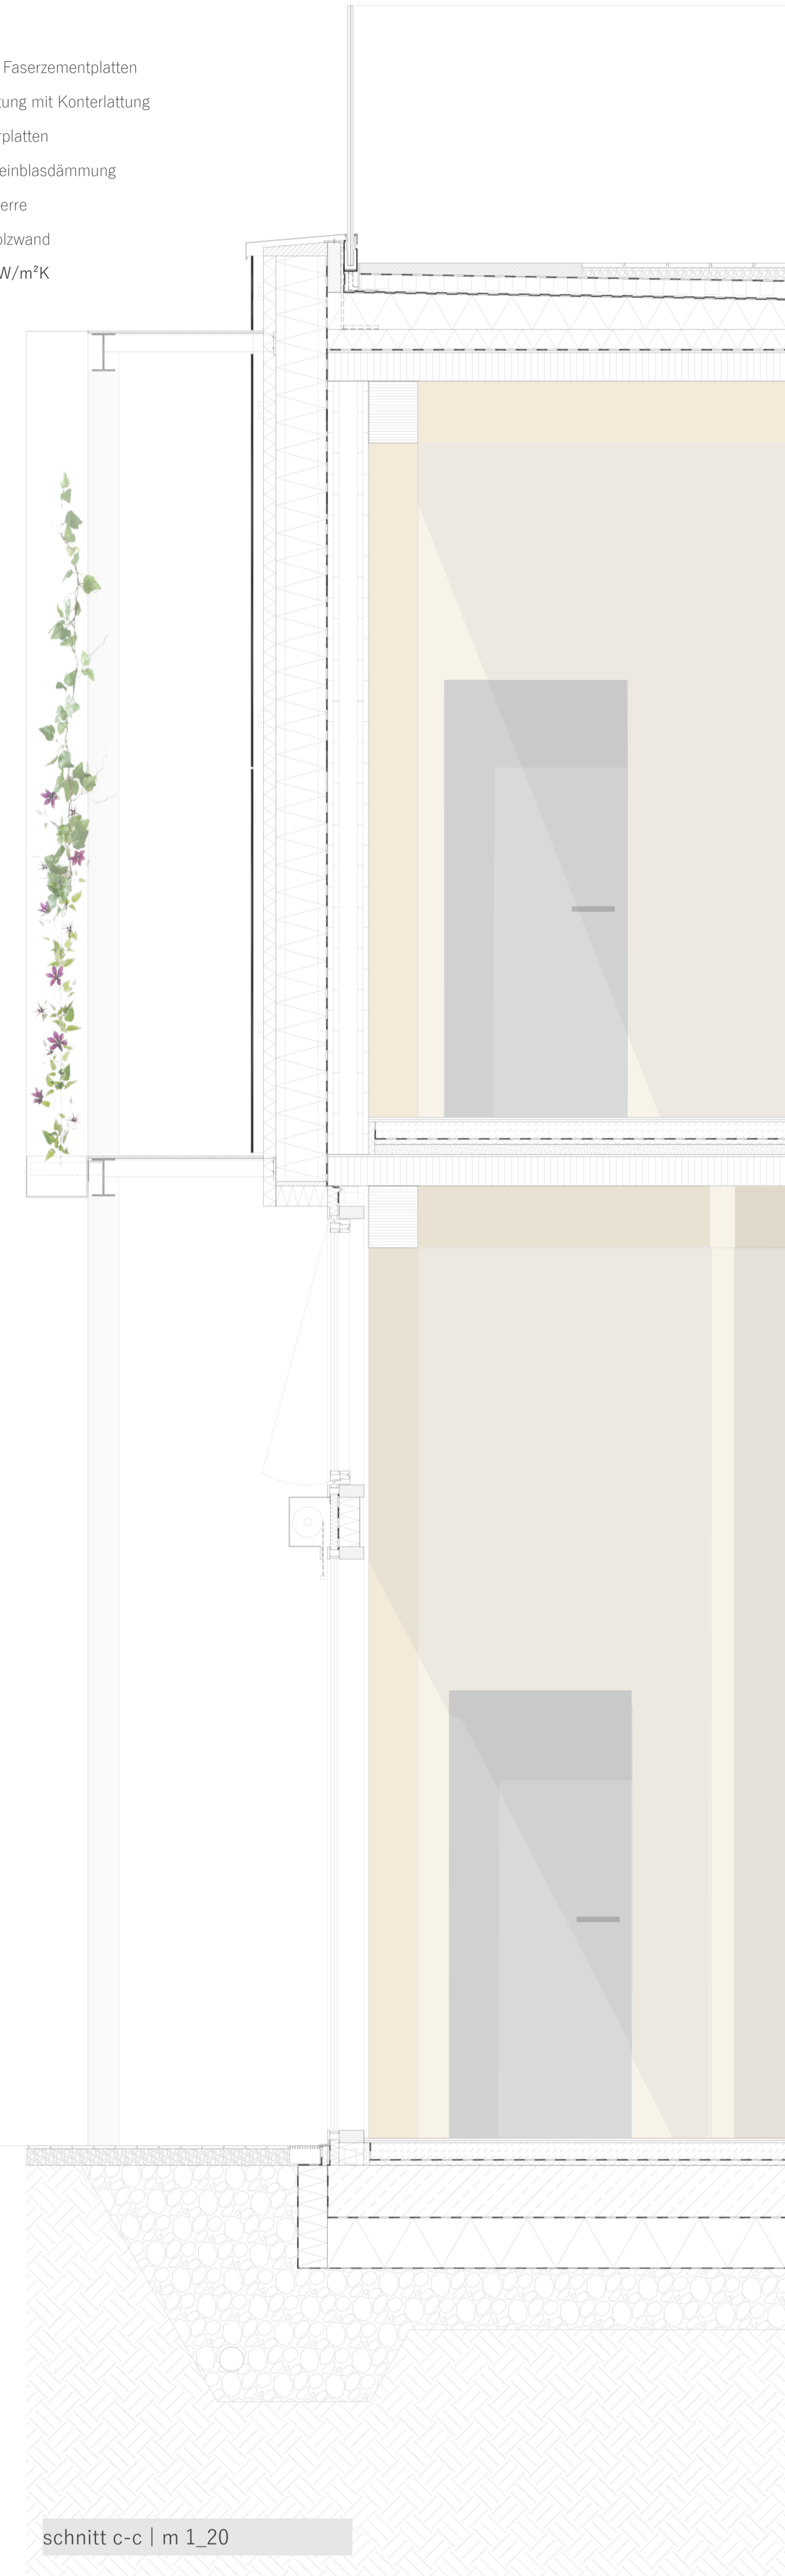 Faserzementplatten
tung mit Konterlattung
rplatten
einblasdämmung
erre
olzwand
W/m²K
schnitt c-c | m 1_20